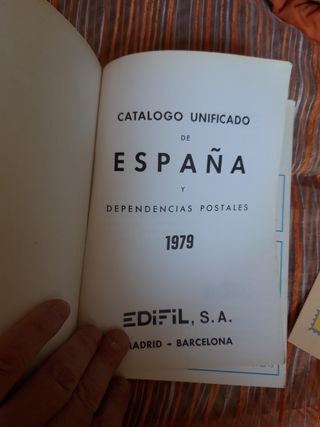 CATALOGO UNIFICADO
DE
ESPAÑA
Y
DEPENDENCIAS POSTALES
1979
EDIFIL, S.A.
MADRID - BARCELONA